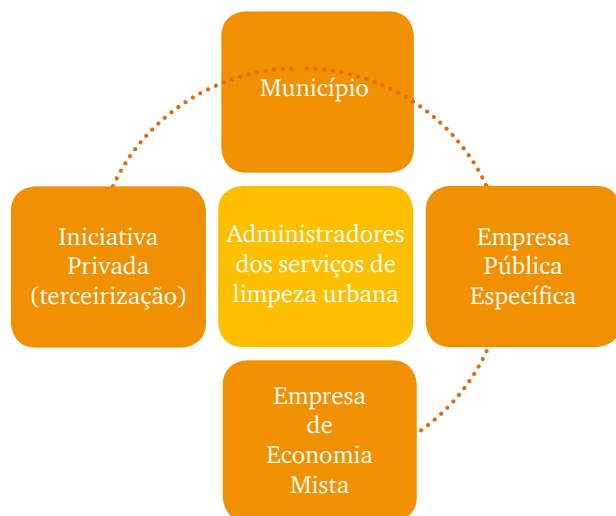 Município
Iniciativa
Privada
(terceirização)
Administradores
dos serviços de
limpeza urbana
Empresa
Pública
Específica
Empresa
de
Economia
Mista